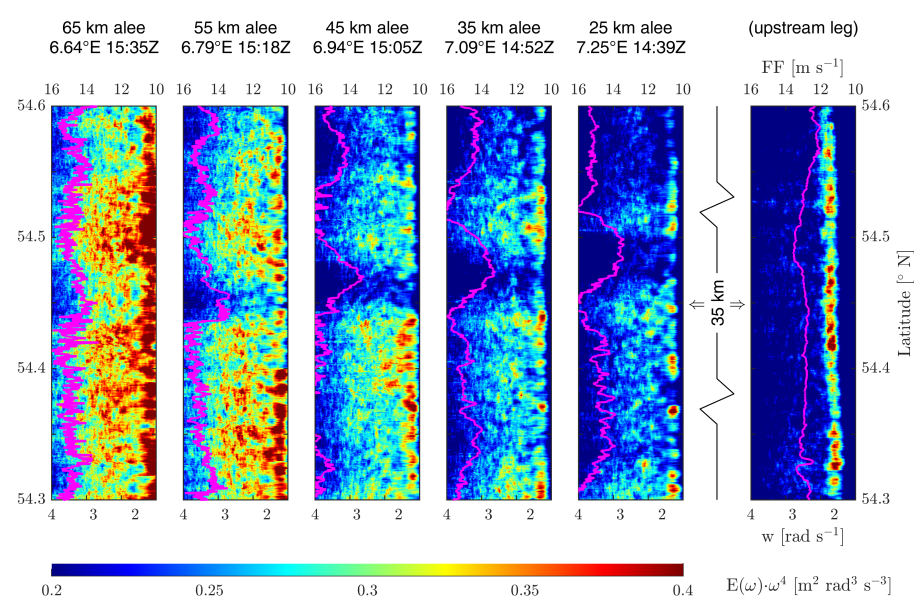 65 km alee 55 km alee 45 km alee 35 km alee 25 km alee (upstream leg)
6.64°E 15:35Z 6.79°E 15:18Z 6.94°E 15:05Z 7.09°E 14:52Z 7.25°E 14:39Z
FF [m s⁻¹]
16 14 12 10 16 14 12 10 16 14 12 10 16 14 12 10 16 14 12 10 16 14 12 10
54.6 54.6
54.5 54.5
Latitude [° N]
⇐ 35 km ⇒
54.4 54.4
54.3 54.3
4 3 2 4 3 2 4 3 2 4 3 2 4 3 2 4 3 2
w [rad s⁻¹]
0.2 0.25 0.3 0.35 0.4
E(ω)·ω⁴ [m² rad³ s⁻³]